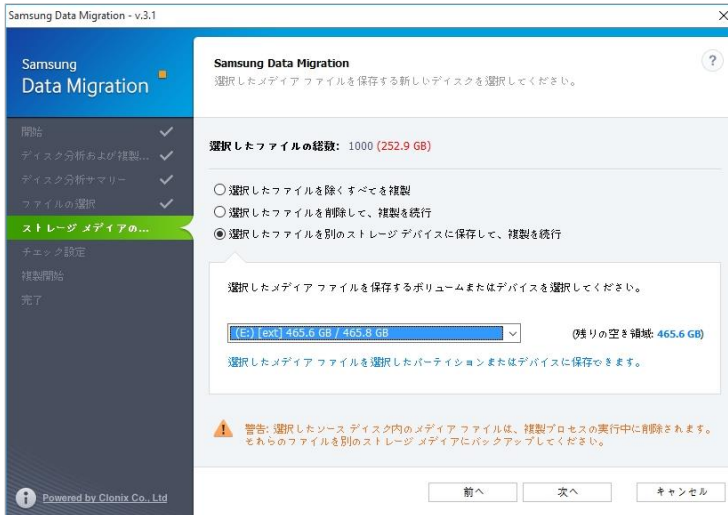 Samsung Data Migration - v.3.1
Samsung
Data Migration
Samsung Data Migration
選択したメディア ファイルを保存する新しいディスクを選択してください。
?
開始
ディスク分析および複製...
ディスク分析サマリー
ファイルの選択
ストレージ メディアの...
チェック設定
複製開始
完了
選択したファイルの総数: 1000 (252.9 GB)
選択したファイルを除くすべてを複製
選択したファイルを削除して、複製を続行
選択したファイルを別のストレージ デバイスに保存して、複製を続行
選択したメディア ファイルを保存するボリュームまたはデバイスを選択してください。
(E:) [ext] 465.6 GB / 465.8 GB
(残りの空き領域: 465.6 GB)
選択したメディア ファイルを選択したパーティションまたはデバイスに保存できます。
警告: 選択したソース ディスク内のメディア ファイルは、複製プロセスの実行中に削除されます。
それらのファイルを別のストレージ メディアにバックアップしてください。
Powered by Clonix Co., Ltd
前へ
次へ
キャンセル